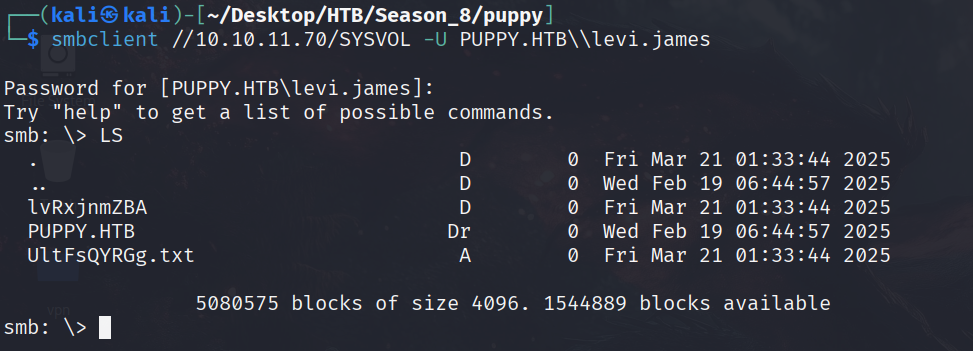 ┌──(kali㉿kali)-[~/Desktop/HTB/Season_8/puppy]
└─$ smbclient //10.10.11.70/SYSVOL -U PUPPY.HTB\\levi.james
Password for [PUPPY.HTB\levi.james]:
Try "help" to get a list of possible commands.
smb: \> LS
  .                                   D        0  Fri Mar 21 01:33:44 2025
  ..                                  D        0  Wed Feb 19 06:44:57 2025
  lvRxjnmZBA                          D        0  Fri Mar 21 01:33:44 2025
  PUPPY.HTB                          Dr        0  Wed Feb 19 06:44:57 2025
  UltFsQYRGg.txt                      A        0  Fri Mar 21 01:33:44 2025
                5080575 blocks of size 4096. 1544889 blocks available
vpn
smb: \>